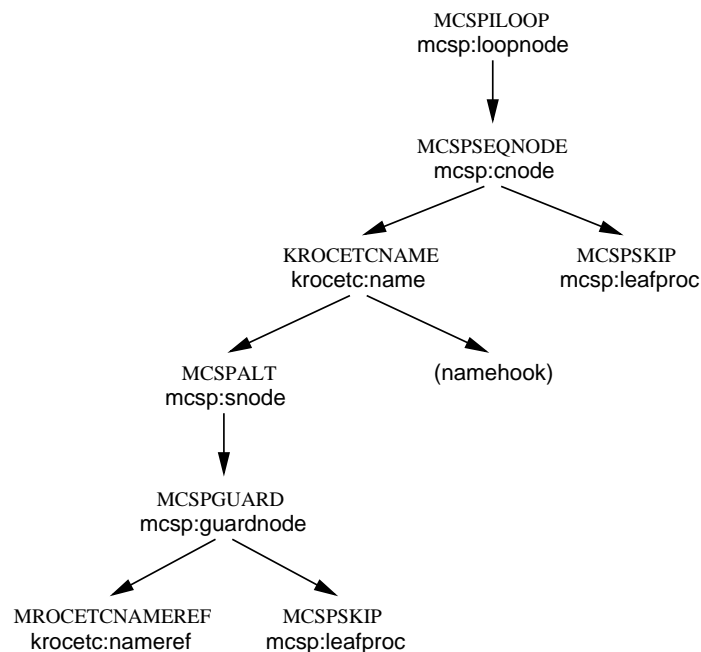 MCSPILOOP
mcsp:loopnode
MCSPSEQNODE
mcsp:cnode
KROCETCNAME
krocetc:name
MCSPSKIP
mcsp:leafproc
MCSPALT
mcsp:snode
(namehook)
MCSPGUARD
mcsp:guardnode
MROCETCNAMEREF
krocetc:nameref
MCSPSKIP
mcsp:leafproc